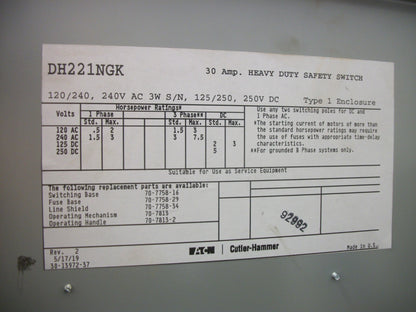 DH221NGK
30 Amp. HEAVY DUTY SAFETY SWITCH
120/240, 240V AC 3W S/N, 125/250, 250V DC Type 1 Enclosure
Horsepower Ratings*
Volts 1 Phase 3 Phase** DC
Std. Max. Std. Max. Std. Max.
120 AC .5 2 1.5 3
240 AC 1.5 3 3 7.5
125 DC 2 3
250 DC 5
Use any two switching poles for DC and
1 Phase AC.
*The starting current of motors of more than
the standard horsepower ratings may require
use of fuses with appropriate time-delay
characteristics.
**For grounded B Phase systems only.
Suitable for Use as Service Equipment
The following replacement parts are available:
Switching Base 70-7758-16
Fuse Base 70-7758-29
Line Shield 70-7758-34
Operating Mechanism 70-7813
Operating Handle 70-7813-2
92992
Rev. 2
5/17/19
30-13972-37
EATON Cutler-Hammer
Made in U.S.